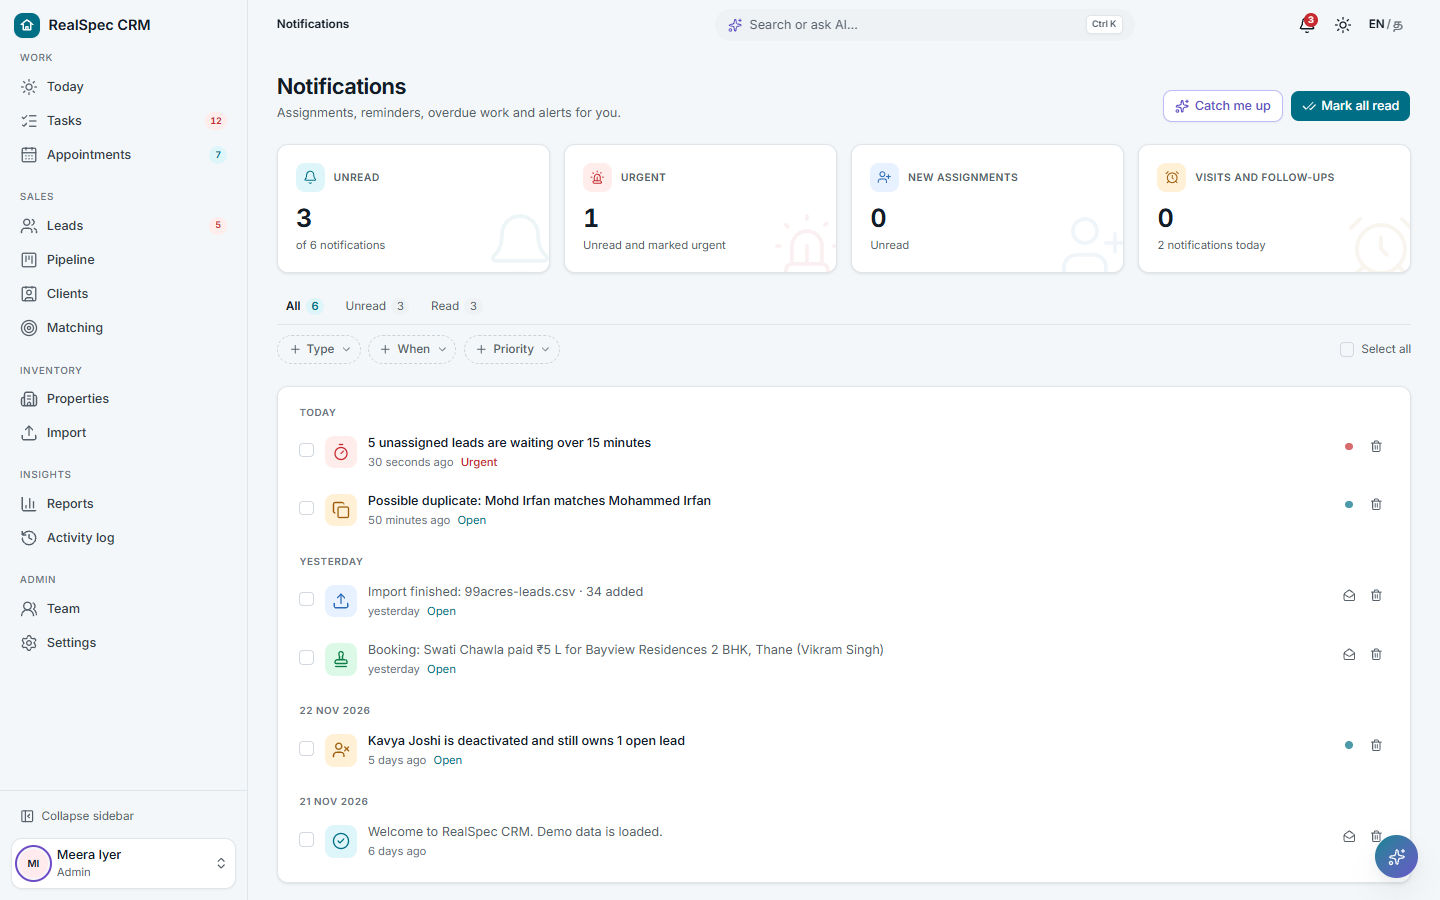 RealSpec CRM
WORK
Today
Tasks 12
Appointments 7
SALES
Leads 5
Pipeline
Clients
Matching
INVENTORY
Properties
Import
INSIGHTS
Reports
Activity log
ADMIN
Team
Settings
Collapse sidebar
MI
Meera Iyer
Admin
Notifications
Search or ask AI... Ctrl K
3
EN / த
Notifications
Assignments, reminders, overdue work and alerts for you.
Catch me up
Mark all read
UNREAD
3
of 6 notifications
URGENT
1
Unread and marked urgent
NEW ASSIGNMENTS
0
Unread
VISITS AND FOLLOW-UPS
0
2 notifications today
All 6 Unread 3 Read 3
Type When Priority Select all
TODAY
5 unassigned leads are waiting over 15 minutes
30 seconds ago Urgent
Possible duplicate: Mohd Irfan matches Mohammed Irfan
50 minutes ago Open
YESTERDAY
Import finished: 99acres-leads.csv · 34 added
yesterday Open
Booking: Swati Chawla paid ₹5 L for Bayview Residences 2 BHK, Thane (Vikram Singh)
yesterday Open
22 NOV 2026
Kavya Joshi is deactivated and still owns 1 open lead
5 days ago Open
21 NOV 2026
Welcome to RealSpec CRM. Demo data is loaded.
6 days ago